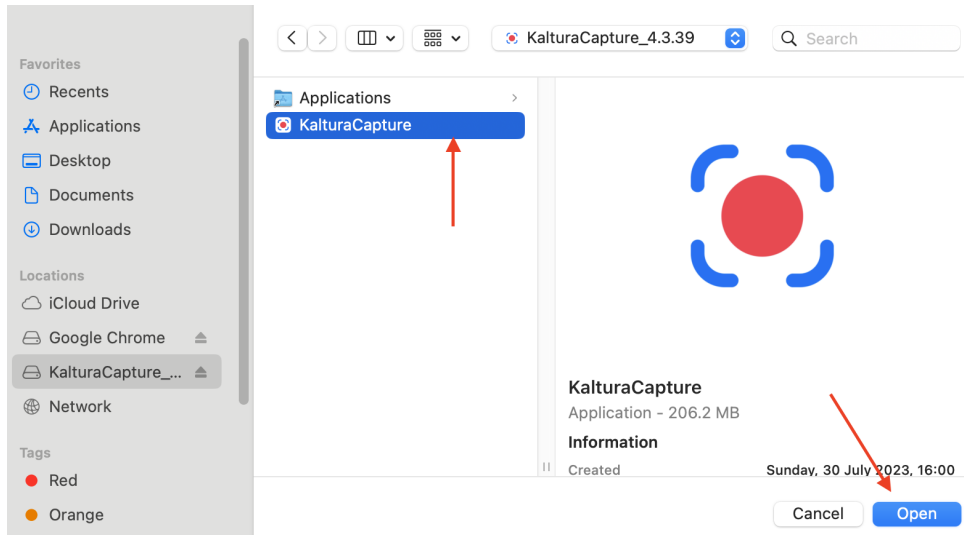 KalturaCapture_4.3.39
Search
Favorites
Recents
Applications
Desktop
Documents
Downloads
Locations
iCloud Drive
Google Chrome
KalturaCapture_...
Network
Tags
Red
Orange
Applications
KalturaCapture
KalturaCapture
Application - 206.2 MB
Information
Created Sunday, 30 July 2023, 16:00
Cancel Open